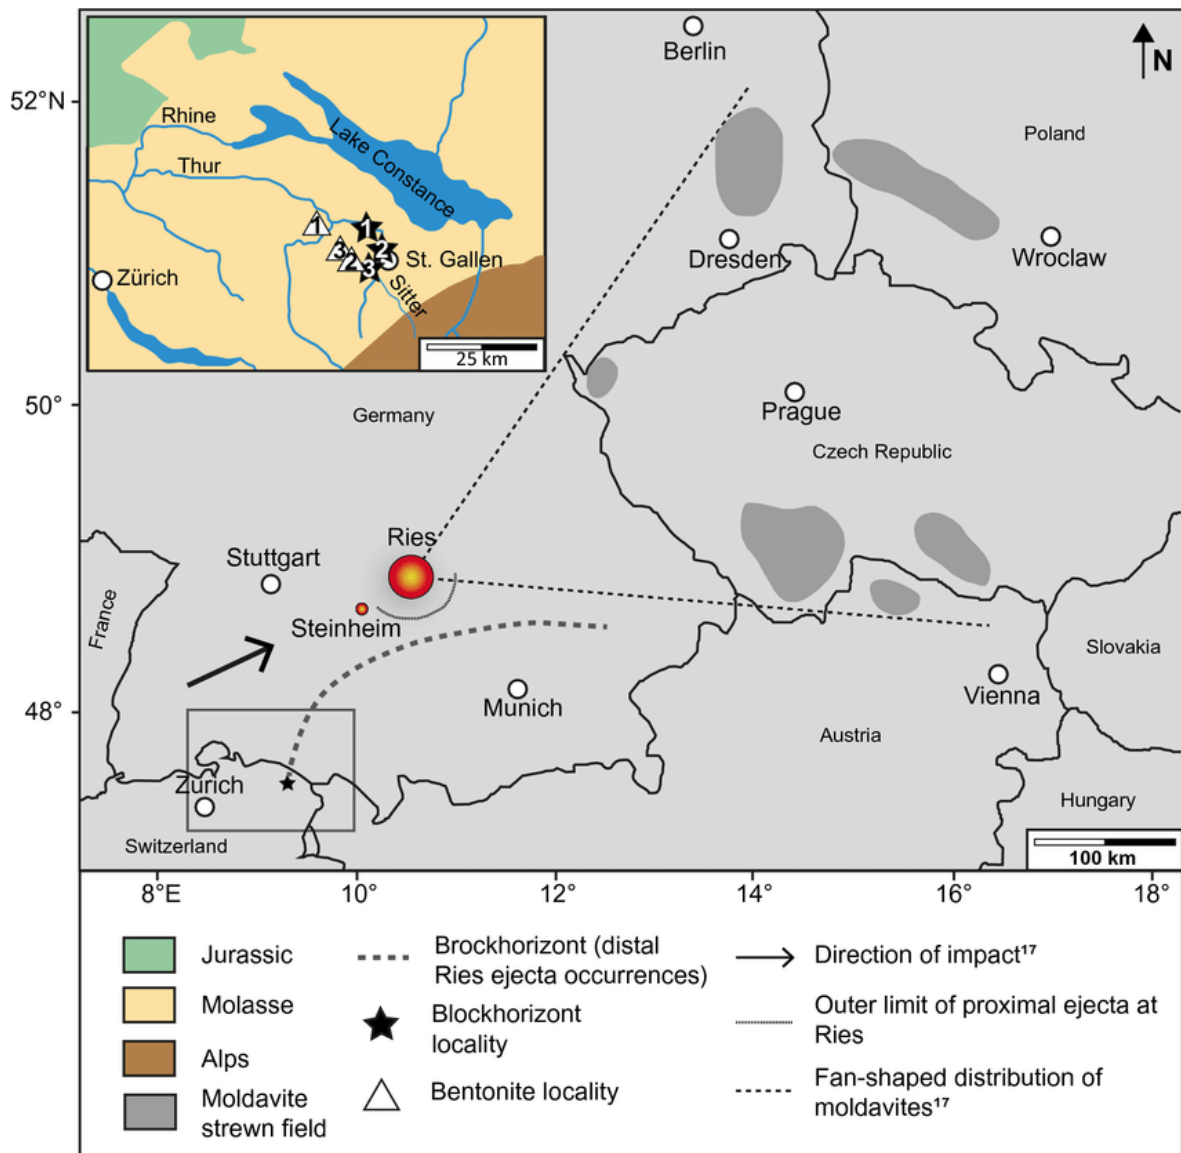 Berlin
N
52°N
Rhine
Poland
Thur
Lake Constance
1
1
3
2
2
3
St. Gallen
Zürich
Sitter
Dresden
Wroclaw
25 km
50°
Germany
Prague
Czech Republic
Ries
Stuttgart
France
Steinheim
Slovakia
48°
Munich
Vienna
Austria
Zürich
Hungary
Switzerland
100 km
8°E
10°
12°
14°
16°
18°
Jurassic
Molasse
Alps
Moldavite
strewn field
Brockhorizont (distal
Ries ejecta occurrences)
Blockhorizont
locality
Bentonite locality
Direction of impact¹⁷
Outer limit of proximal ejecta at
Ries
Fan-shaped distribution of
moldavites¹⁷